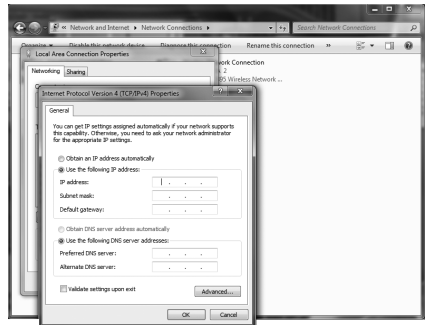 « Network and Internet ▸ Network Connections ▸
Search Network Connections
Organize ▾ Disable this network device Diagnose this connection Rename this connection »
Local Area Connection Properties
work Connection
2
Wireless Network ...
Networking Sharing
Internet Protocol Version 4 (TCP/IPv4) Properties
General
You can get IP settings assigned automatically if your network supports
this capability. Otherwise, you need to ask your network administrator
for the appropriate IP settings.
Obtain an IP address automatically
Use the following IP address:
IP address:
Subnet mask:
Default gateway:
Obtain DNS server address automatically
Use the following DNS server addresses:
Preferred DNS server:
Alternate DNS server:
Validate settings upon exit
Advanced...
OK Cancel